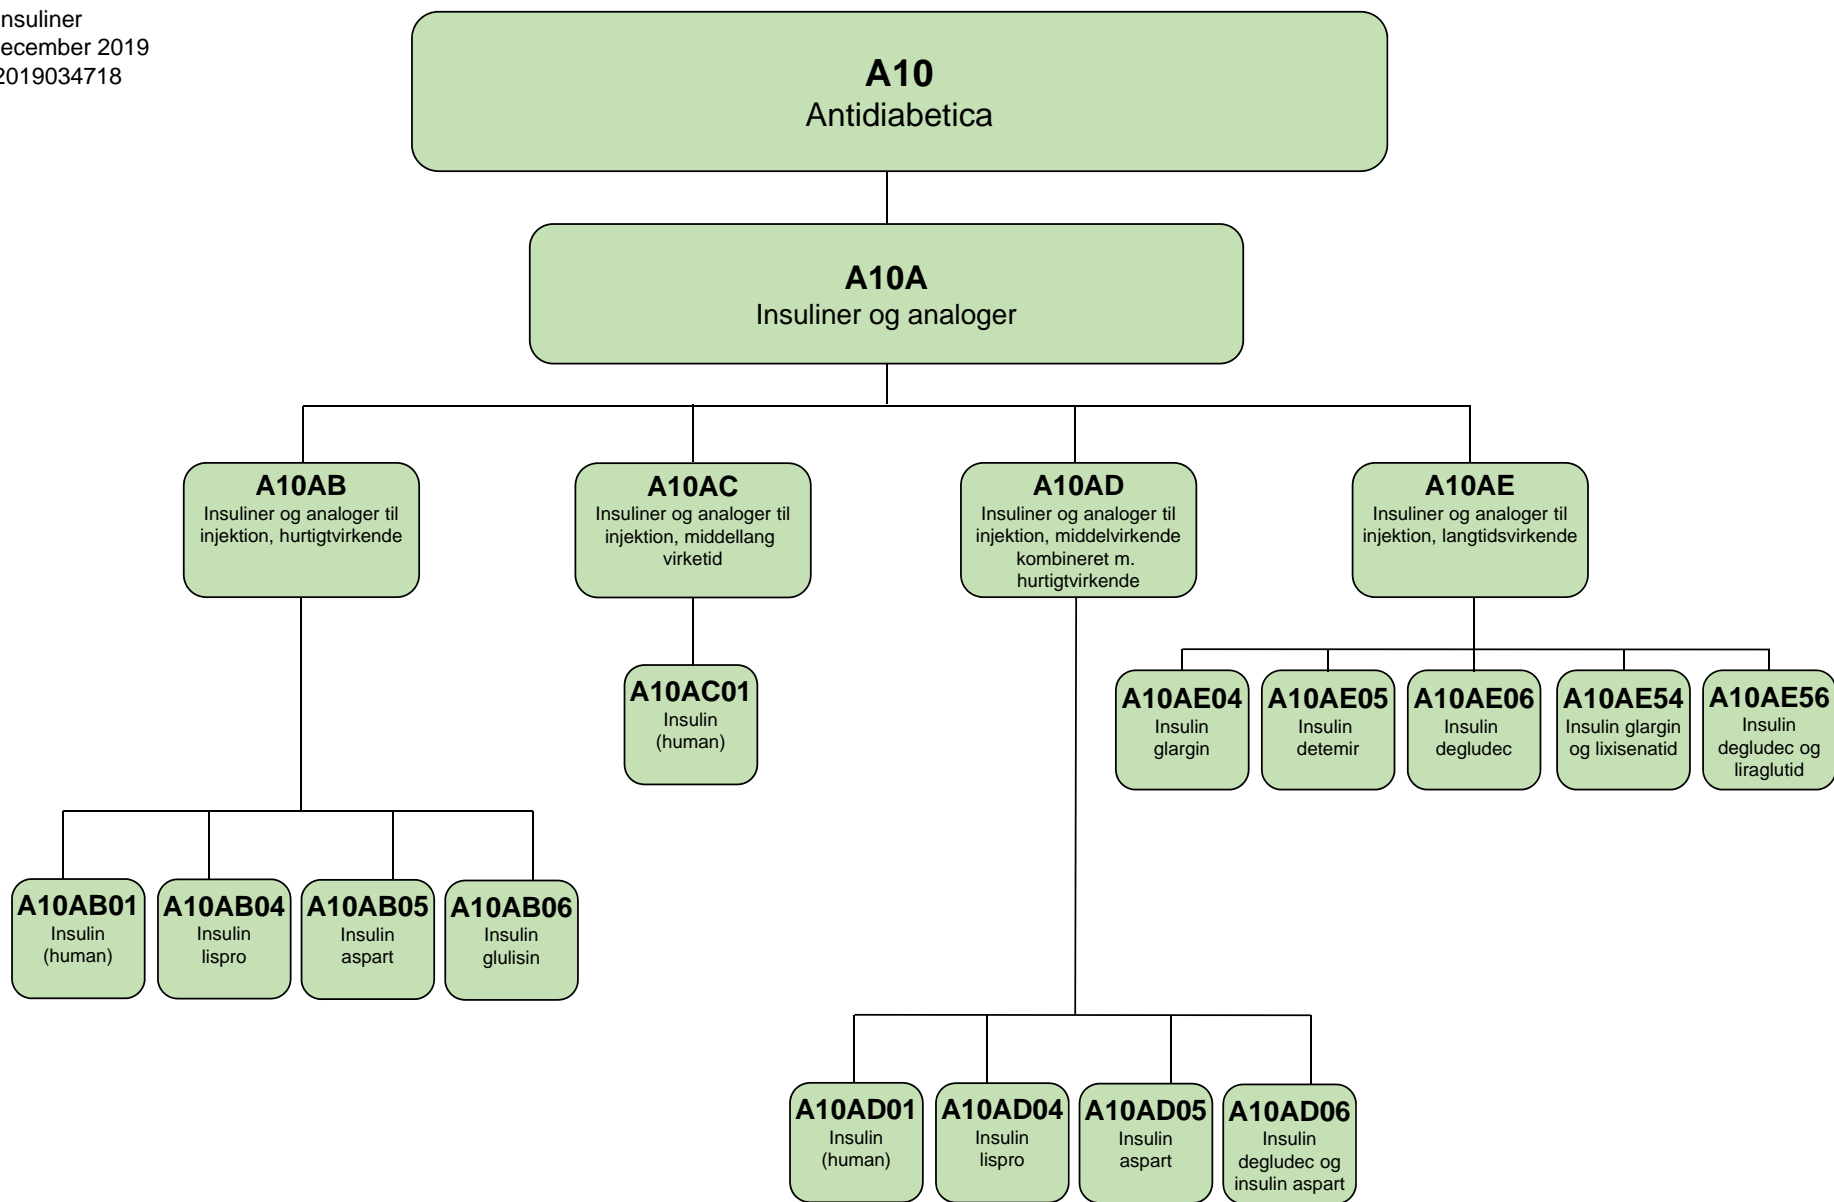 nsuliner
ecember 2019
2019034718
A10
Antidiabetica
A10A
Insuliner og analoger
A10AB
Insuliner og analoger til
injektion, hurtigtvirkende
A10AC
Insuliner og analoger til
injektion, middellang
virketid
A10AD
Insuliner og analoger til
injektion, middelvirkende
kombineret m.
hurtigtvirkende
A10AE
Insuliner og analoger til
injektion, langtidsvirkende
A10AC01
Insulin
(human)
A10AE04
Insulin
glargin
A10AE05
Insulin
detemir
A10AE06
Insulin
degludec
A10AE54
Insulin glargin
og lixisenatid
A10AE56
Insulin
degludec og
liraglutid
A10AB01
Insulin
(human)
A10AB04
Insulin
lispro
A10AB05
Insulin
aspart
A10AB06
Insulin
glulisin
A10AD01
Insulin
(human)
A10AD04
Insulin
lispro
A10AD05
Insulin
aspart
A10AD06
Insulin
degludec og
insulin aspart